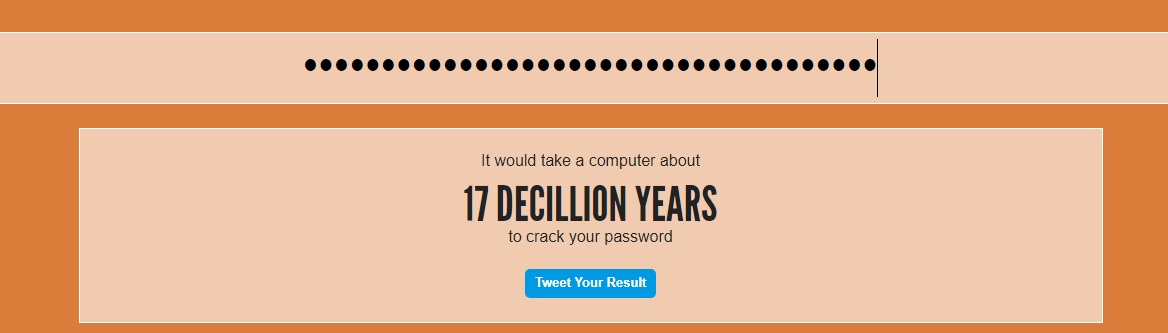 It would take a computer about
17 DECILLION YEARS
to crack your password
Tweet Your Result